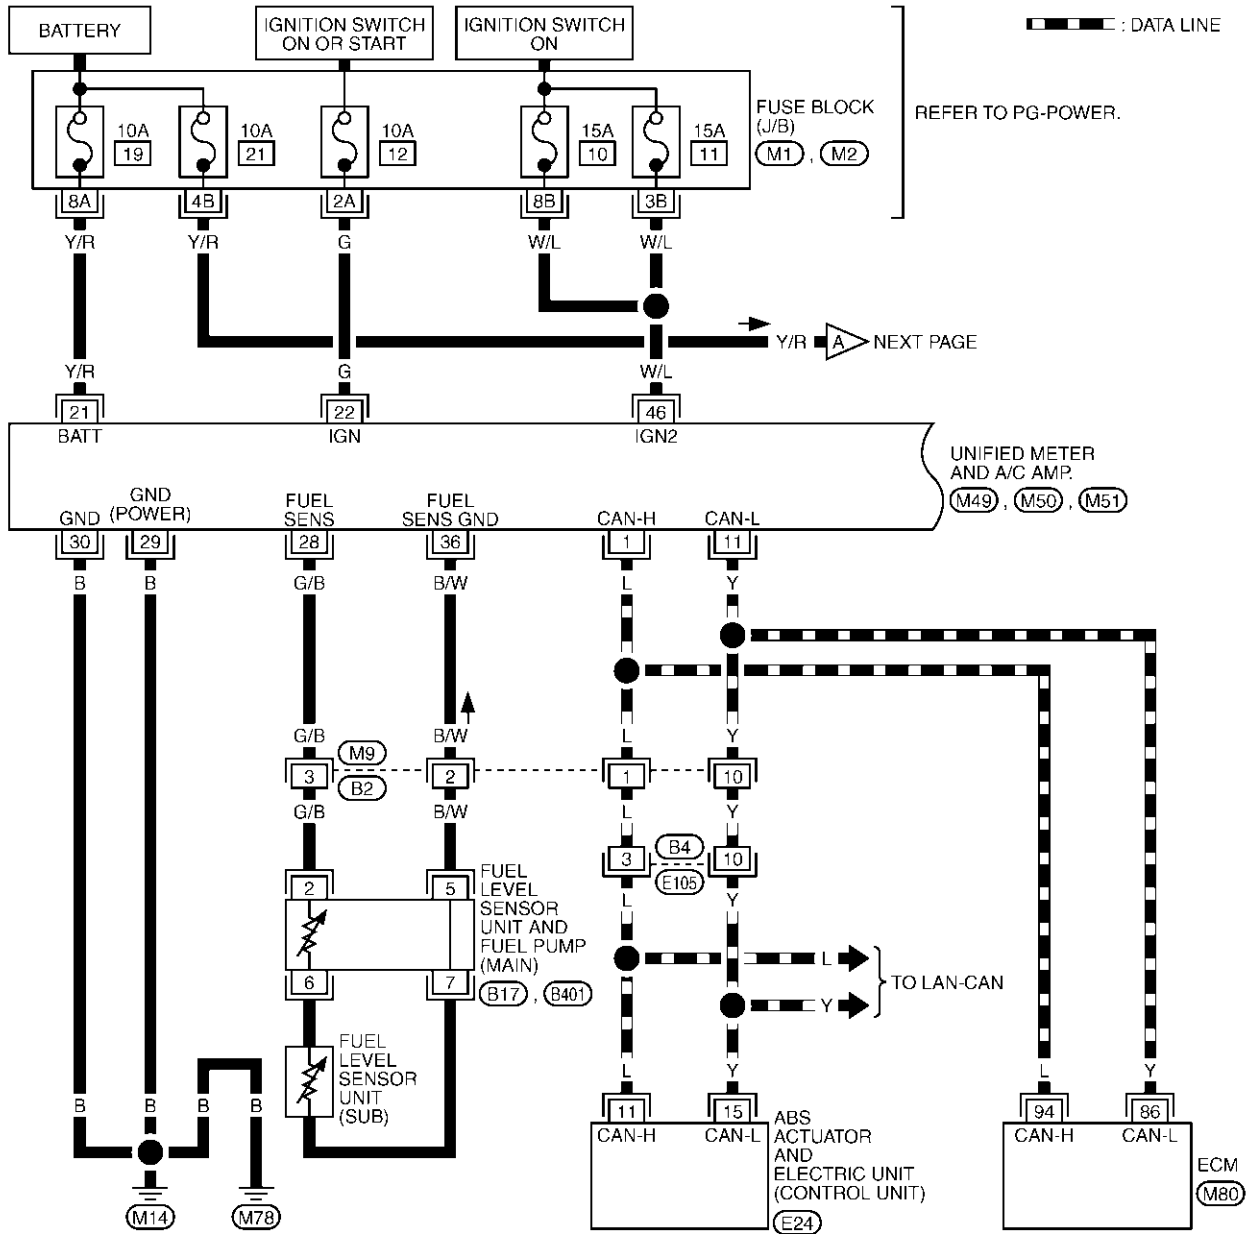 BATTERY
IGNITION SWITCH
ON OR START
IGNITION SWITCH
ON
: DATA LINE
10A
19
10A
21
10A
12
15A
10
15A
11
FUSE BLOCK
(J/B)
M1 , M2
REFER TO PG-POWER.
8A
4B
2A
8B
3B
Y/R
Y/R
G
W/L
W/L
Y/R
A
NEXT PAGE
Y/R
G
W/L
21
22
46
BATT
IGN
IGN2
UNIFIED METER
AND A/C AMP.
M49 , M50 , M51
GND
GND
(POWER)
FUEL
SENS
FUEL
SENS GND
CAN-H
CAN-L
30
29
28
36
1
11
B
B
G/B
B/W
L
Y
G/B
B/W
L
Y
M9
3
2
1
10
B2
G/B
B/W
L
Y
B4
3
10
E105
L
Y
2
5
FUEL
LEVEL
SENSOR
UNIT AND
FUEL PUMP
(MAIN)
B17 , B401
6
7
L
Y
TO LAN-CAN
FUEL
LEVEL
SENSOR
UNIT
(SUB)
L
Y
L
Y
B
B
B
B
11
15
94
86
CAN-H
CAN-L
CAN-H
CAN-L
ABS
ACTUATOR
AND
ELECTRIC UNIT
(CONTROL UNIT)
E24
ECM
M80
M14
M78